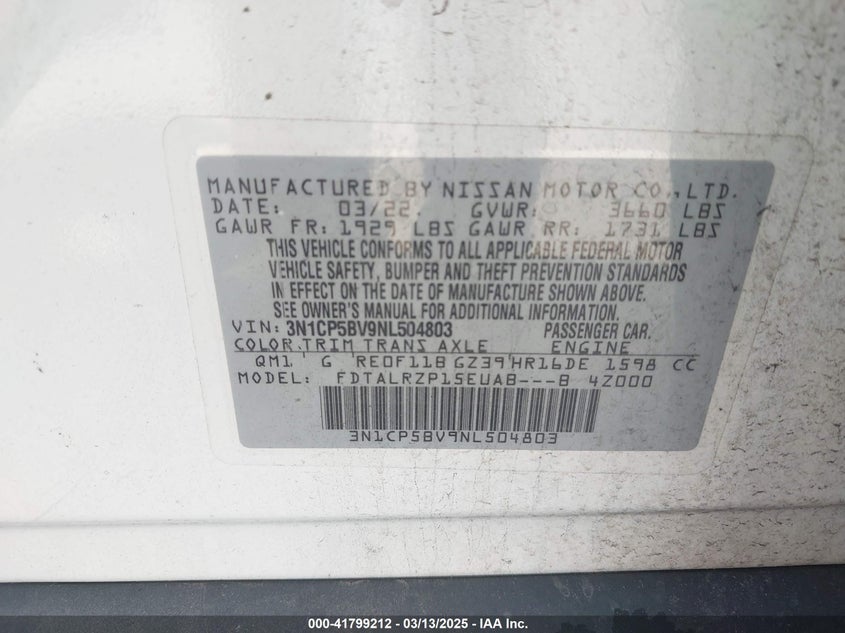 MANUFACTURED BY NISSAN MOTOR CO.,LTD.
DATE: 03/22. GVWR: 3660 LBS
GAWR FR: 1929 LBS GAWR RR: 1731 LBS
THIS VEHICLE CONFORMS TO ALL APPLICABLE FEDERAL MOTOR
VEHICLE SAFETY, BUMPER AND THEFT PREVENTION STANDARDS
IN EFFECT ON THE DATE OF MANUFACTURE SHOWN ABOVE.
SEE OWNER'S MANUAL FOR ADDITIONAL INFORMATION.
VIN: 3N1CP5BV9NL504803 PASSENGER CAR.
COLOR,TRIM TRANS AXLE ENGINE
QM1 G RE0F11B GZ39 HR16DE 1598 CC
MODEL: FDTALRZP15EUAB---B 4Z000
3N1CP5BV9NL504803
000-41799212 - 03/13/2025 - IAA Inc.